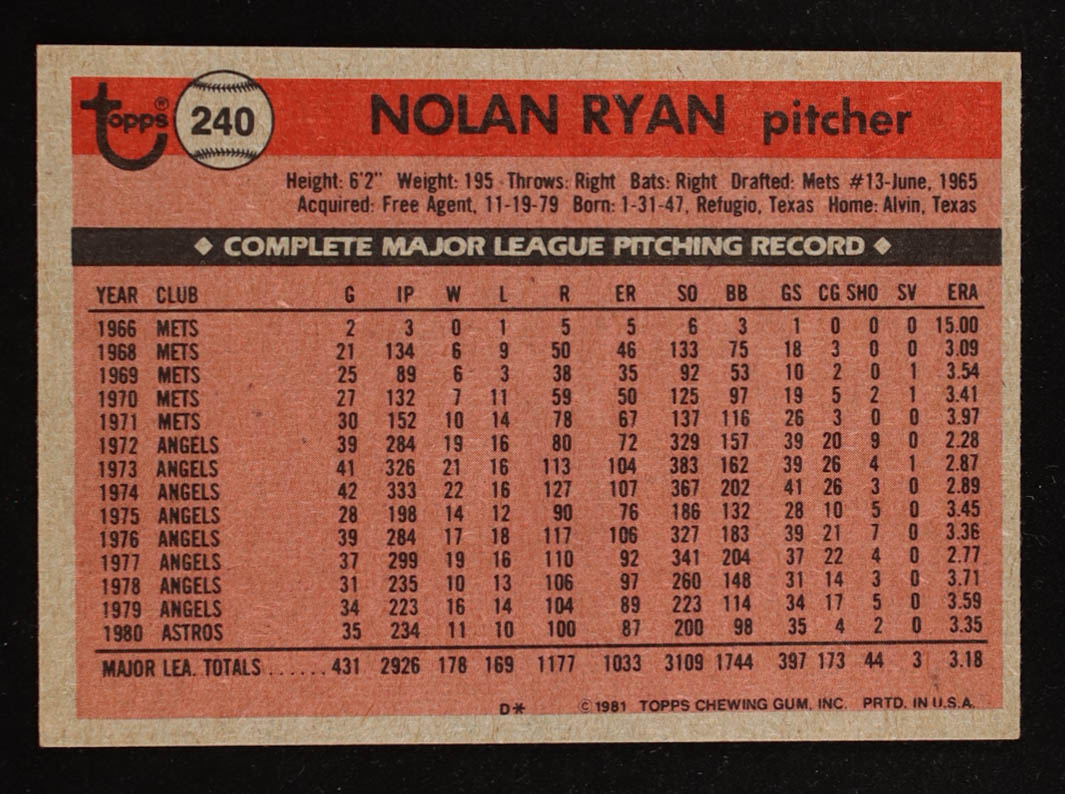 topps® 240 NOLAN RYAN pitcher
Height: 6'2" Weight: 195 Throws: Right Bats: Right Drafted: Mets #13-June, 1965
Acquired: Free Agent, 11-19-79 Born: 1-31-47, Refugio, Texas Home: Alvin, Texas
◆ COMPLETE MAJOR LEAGUE PITCHING RECORD ◆
YEAR CLUB G IP W L R ER SO BB GS CG SHO SV ERA
1966 METS 2 3 0 1 5 5 6 3 1 0 0 0 15.00
1968 METS 21 134 6 9 50 46 133 75 18 3 0 0 3.09
1969 METS 25 89 6 3 38 35 92 53 10 2 0 1 3.54
1970 METS 27 132 7 11 59 50 125 97 19 5 2 1 3.41
1971 METS 30 152 10 14 78 67 137 116 26 3 0 0 3.97
1972 ANGELS 39 284 19 16 80 72 329 157 39 20 9 0 2.28
1973 ANGELS 41 326 21 16 113 104 383 162 39 26 4 1 2.87
1974 ANGELS 42 333 22 16 127 107 367 202 41 26 3 0 2.89
1975 ANGELS 28 198 14 12 90 76 186 132 28 10 5 0 3.45
1976 ANGELS 39 284 17 18 117 106 327 183 39 21 7 0 3.36
1977 ANGELS 37 299 19 16 110 92 341 204 37 22 4 0 2.77
1978 ANGELS 31 235 10 13 106 97 260 148 31 14 3 0 3.71
1979 ANGELS 34 223 16 14 104 89 223 114 34 17 5 0 3.59
1980 ASTROS 35 234 11 10 100 87 200 98 35 4 2 0 3.35
MAJOR LEA. TOTALS ...... 431 2926 178 169 1177 1033 3109 1744 397 173 44 3 3.18
D* ©1981 TOPPS CHEWING GUM, INC. PRTD. IN U.S.A.